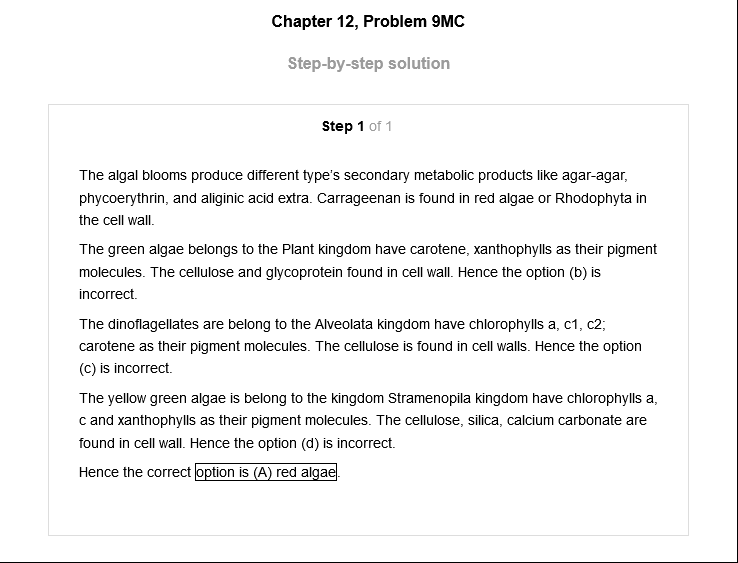 Chapter 12, Problem 9MC
Step-by-step solution
Step 1 of 1
The algal blooms produce different type's secondary metabolic products like agar-agar,
phycoerythrin, and aliginic acid extra. Carrageenan is found in red algae or Rhodophyta in
the cell wall.
The green algae belongs to the Plant kingdom have carotene, xanthophylls as their pigment
molecules. The cellulose and glycoprotein found in cell wall. Hence the option (b) is
incorrect.
The dinoflagellates are belong to the Alveolata kingdom have chlorophylls a, c1, c2;
carotene as their pigment molecules. The cellulose is found in cell walls. Hence the option
(c) is incorrect.
The yellow green algae is belong to the kingdom Stramenopila kingdom have chlorophylls a,
c and xanthophylls as their pigment molecules. The cellulose, silica, calcium carbonate are
found in cell wall. Hence the option (d) is incorrect.
Hence the correct option is (A) red algae.